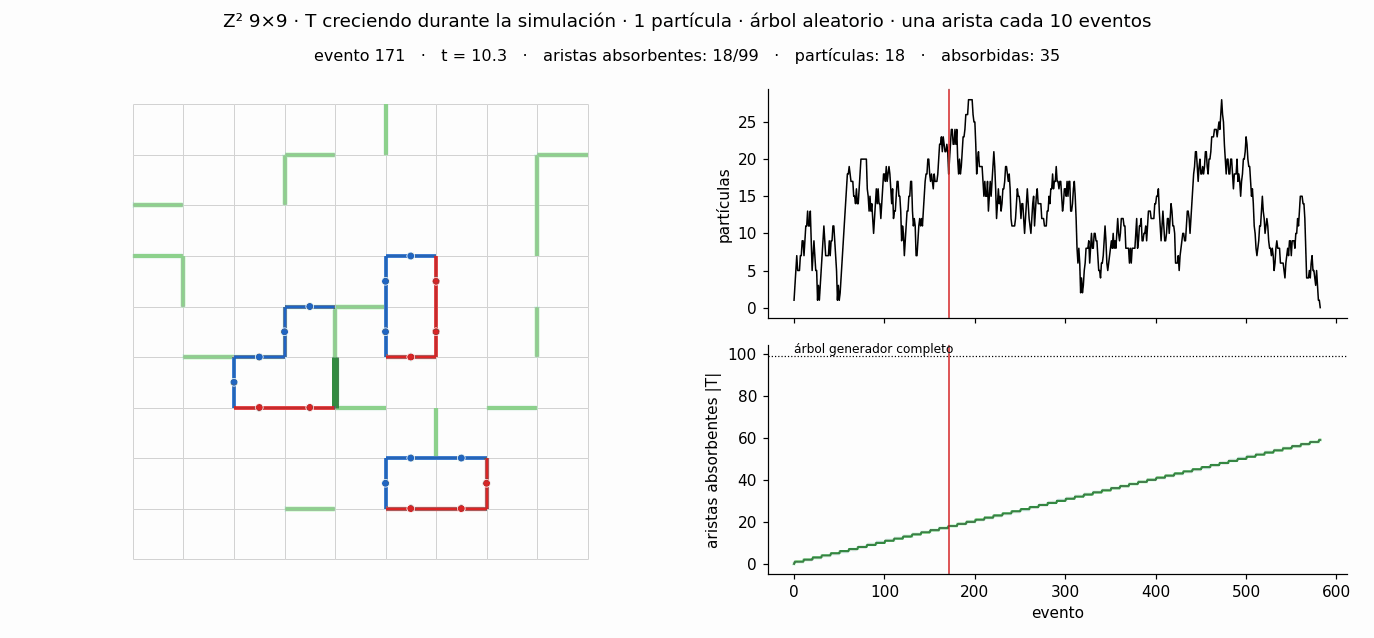 Z² 9×9 · T creciendo durante la simulación · 1 partícula · árbol aleatorio · una arista cada 10 eventos
evento 171 · t = 10.3 · aristas absorbentes: 18/99 · partículas: 18 · absorbidas: 35
partículas
25
20
15
10
5
0
aristas absorbentes |T|
árbol generador completo
100
80
60
40
20
0
0 100 200 300 400 500 600
evento